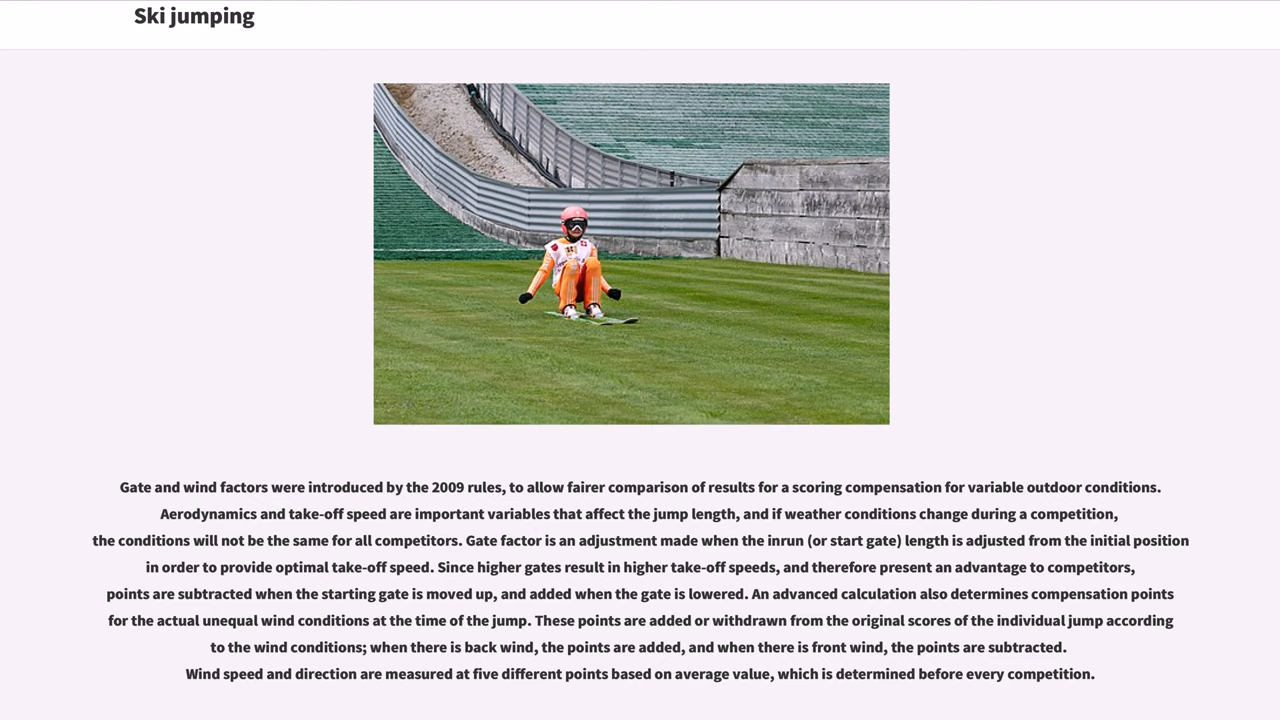 Ski jumping
Gate and wind factors were introduced by the 2009 rules, to allow fairer comparison of results for a scoring compensation for variable outdoor conditions.
Aerodynamics and take-off speed are important variables that affect the jump length, and if weather conditions change during a competition,
the conditions will not be the same for all competitors. Gate factor is an adjustment made when the inrun (or start gate) length is adjusted from the initial position
in order to provide optimal take-off speed. Since higher gates result in higher take-off speeds, and therefore present an advantage to competitors,
points are subtracted when the starting gate is moved up, and added when the gate is lowered. An advanced calculation also determines compensation points
for the actual unequal wind conditions at the time of the jump. These points are added or withdrawn from the original scores of the individual jump according
to the wind conditions; when there is back wind, the points are added, and when there is front wind, the points are subtracted.
Wind speed and direction are measured at five different points based on average value, which is determined before every competition.